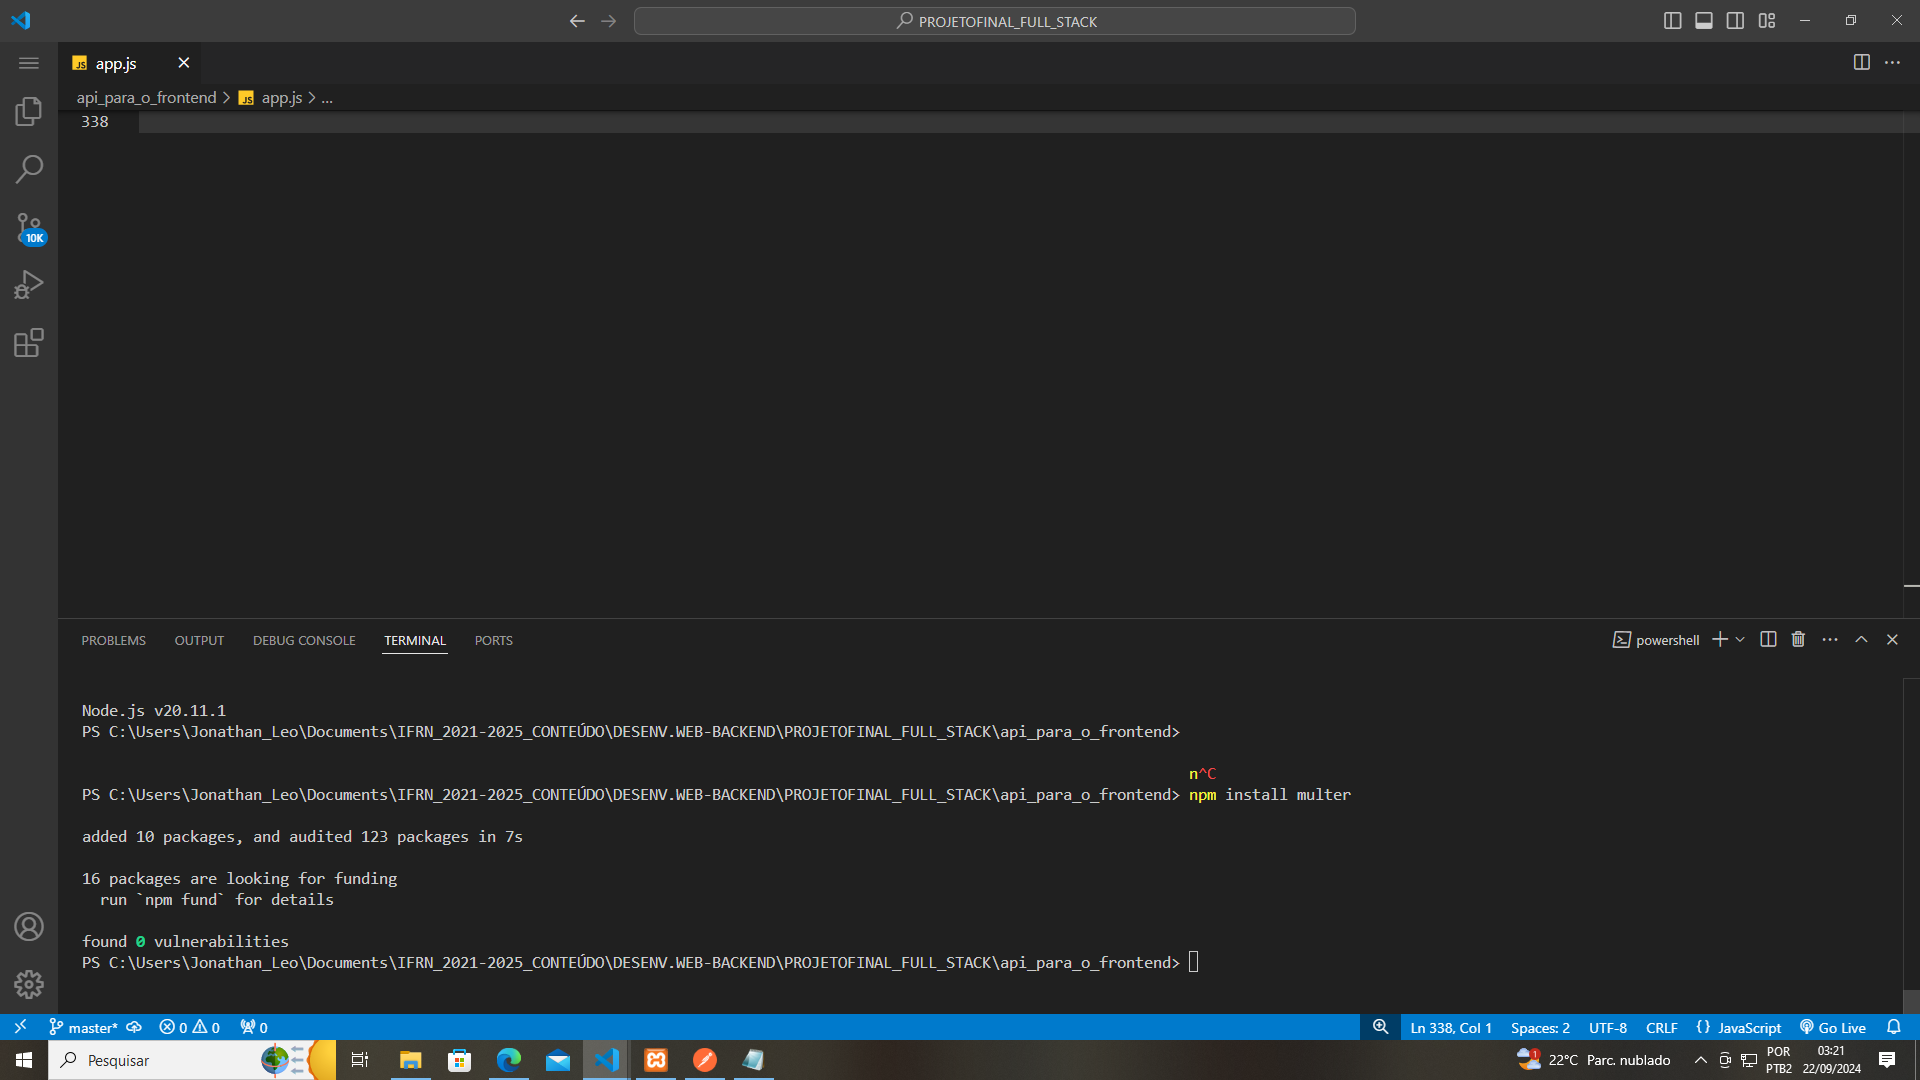 PROJETOFINAL_FULL_STACK
JS app.js
api_para_o_frontend > JS app.js > ...
338
10K
PROBLEMS OUTPUT DEBUG CONSOLE TERMINAL PORTS
powershell
Node.js v20.11.1
PS C:\Users\Jonathan_Leo\Documents\IFRN_2021-2025_CONTEÚDO\DESENV.WEB-BACKEND\PROJETOFINAL_FULL_STACK\api_para_o_frontend>
n^C
PS C:\Users\Jonathan_Leo\Documents\IFRN_2021-2025_CONTEÚDO\DESENV.WEB-BACKEND\PROJETOFINAL_FULL_STACK\api_para_o_frontend> npm install multer
added 10 packages, and audited 123 packages in 7s
16 packages are looking for funding
run `npm fund` for details
found 0 vulnerabilities
PS C:\Users\Jonathan_Leo\Documents\IFRN_2021-2025_CONTEÚDO\DESENV.WEB-BACKEND\PROJETOFINAL_FULL_STACK\api_para_o_frontend>
master* 0 0 0 Ln 338, Col 1 Spaces: 2 UTF-8 CRLF {} JavaScript Go Live
Pesquisar 1 22°C Parc. nublado POR 03:21
PTB2 22/09/2024